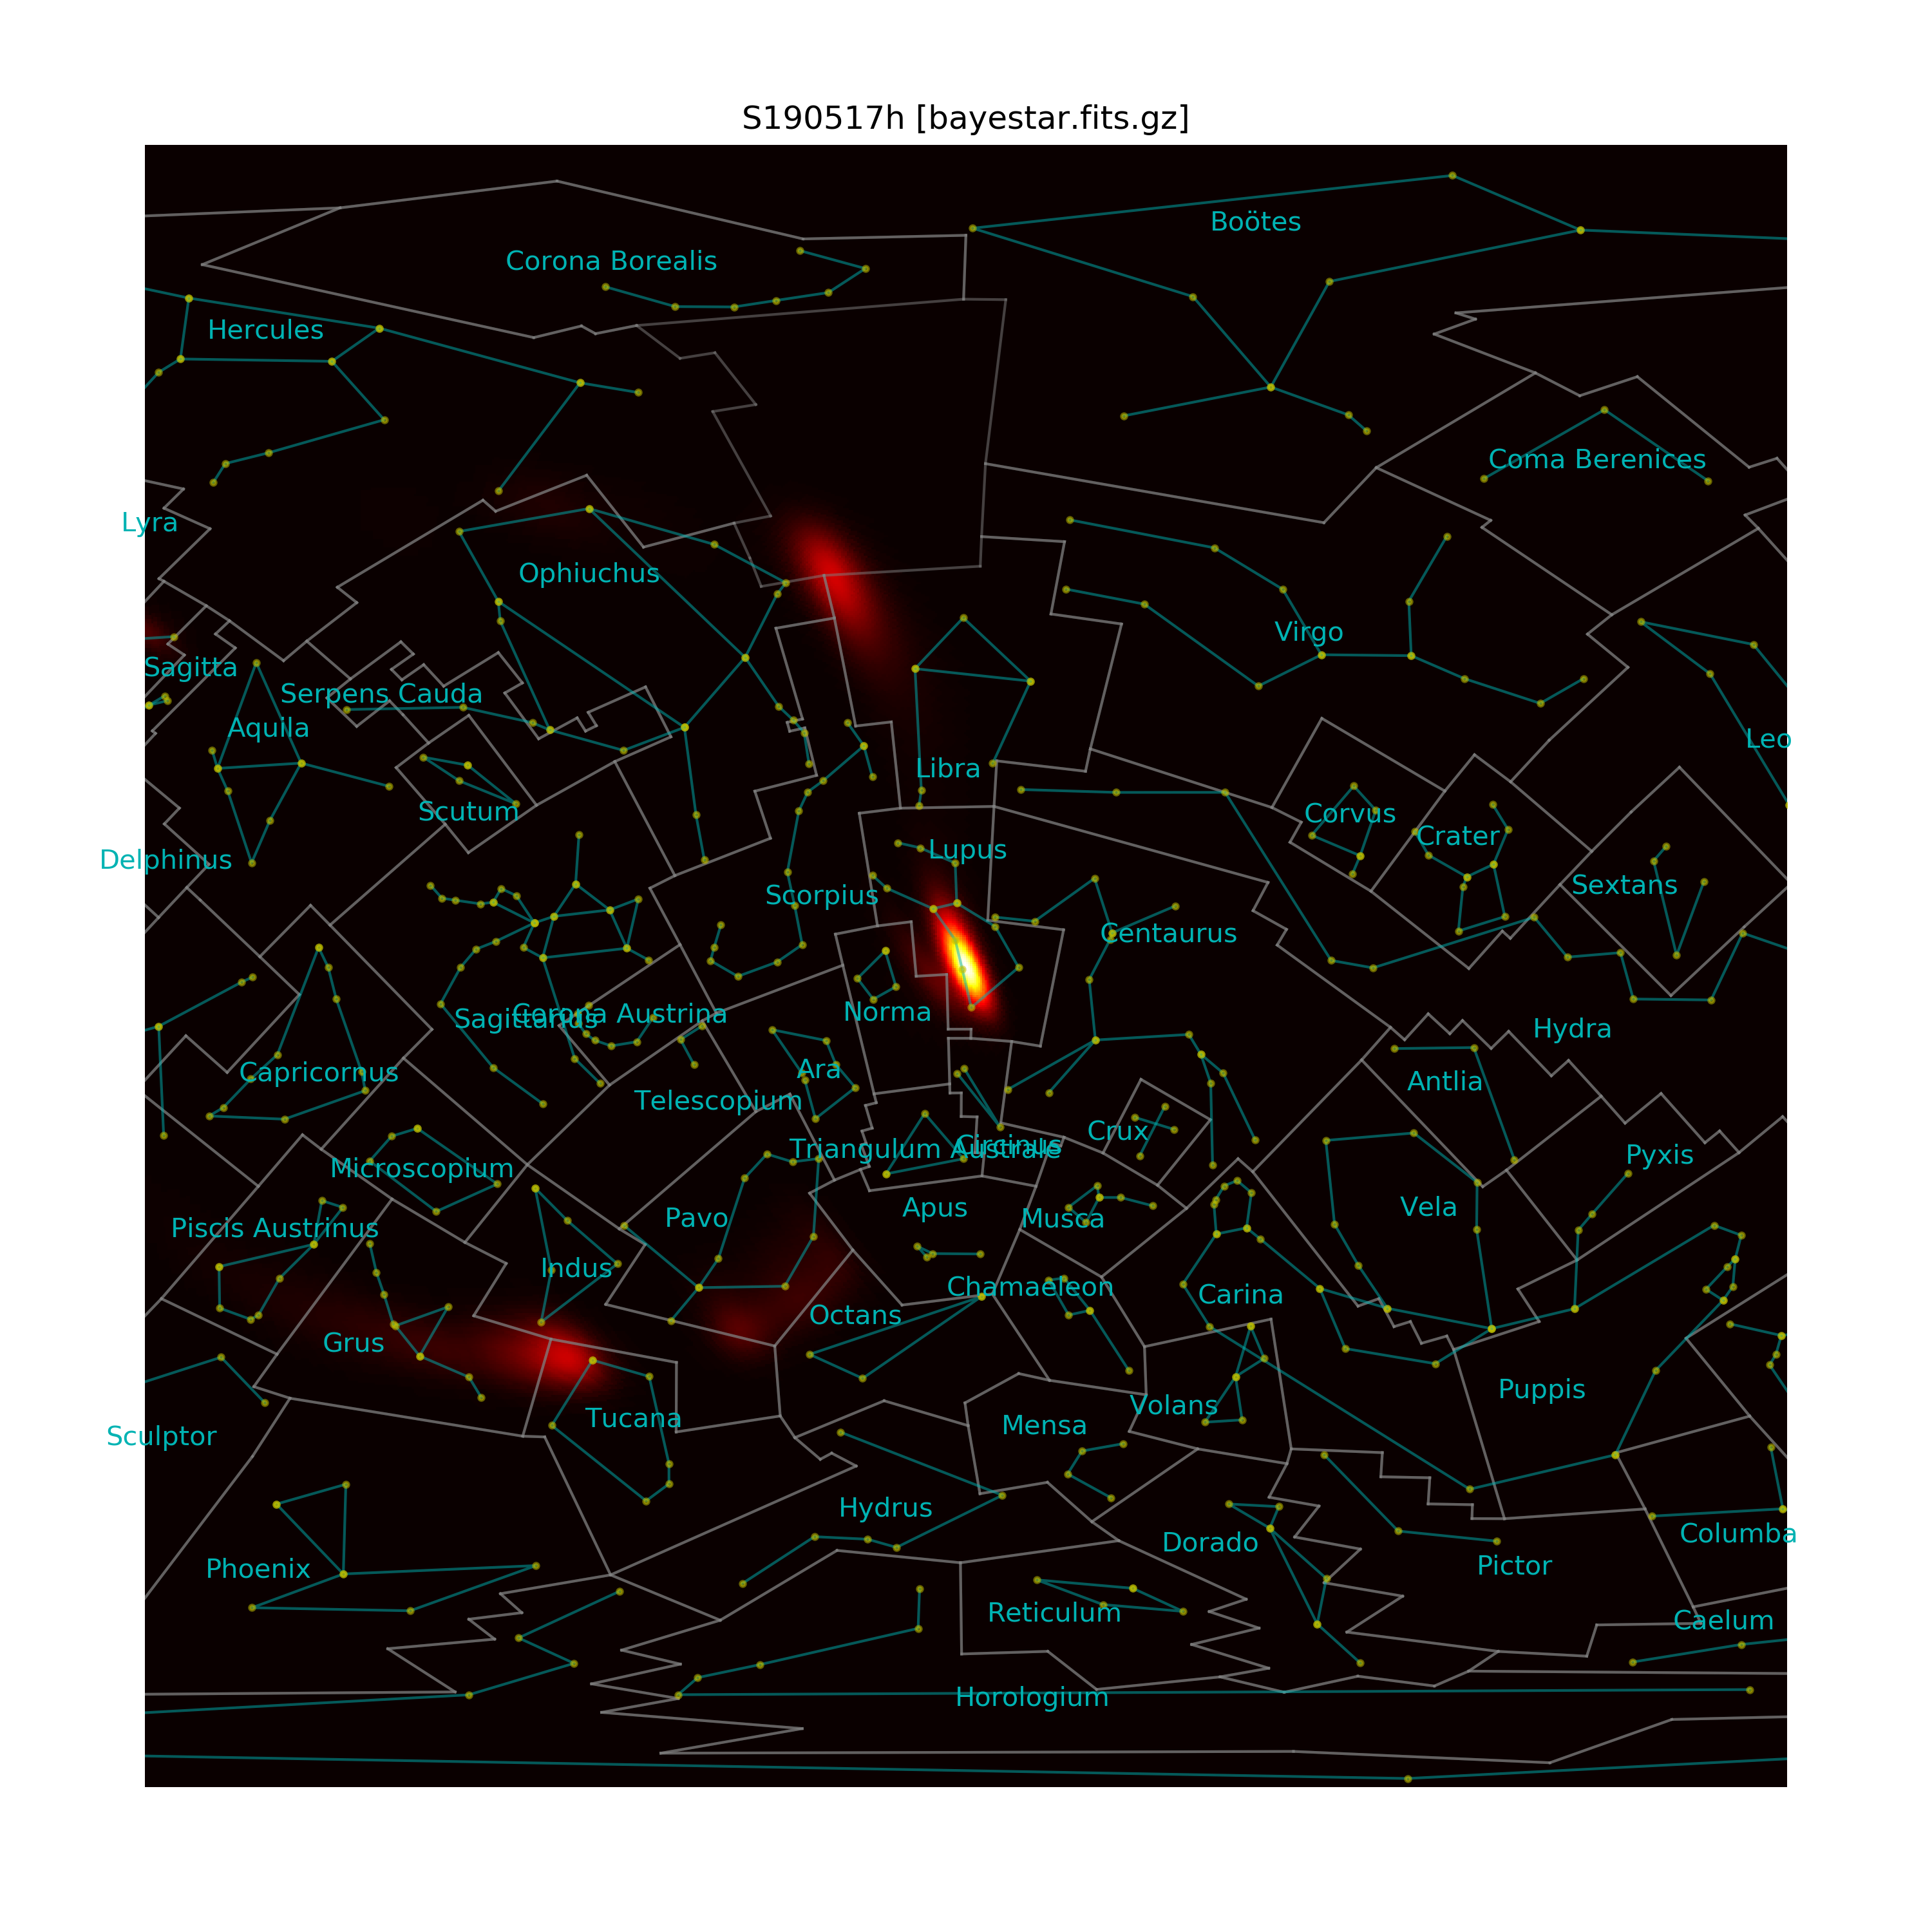 S190517h [bayestar.fits.gz]
Boötes
Corona Borealis
Hercules
Coma Berenices
Lyra
Ophiuchus
Virgo
Sagitta
Serpens Cauda
Aquila
Leo
Libra
Scutum
Corvus
Crater
Lupus
Delphinus
Sextans
Scorpius
Centaurus
Norma
Corona Austrina
Sagittarius
Hydra
Ara
Capricornus
Antlia
Telescopium
Crux
Circinus
Triangulum Australe
Pyxis
Microscopium
Apus
Vela
Pavo
Musca
Piscis Austrinus
Indus
Chamaeleon
Carina
Octans
Grus
Puppis
Volans
Tucana
Mensa
Sculptor
Hydrus
Columba
Dorado
Pictor
Phoenix
Reticulum
Caelum
Horologium